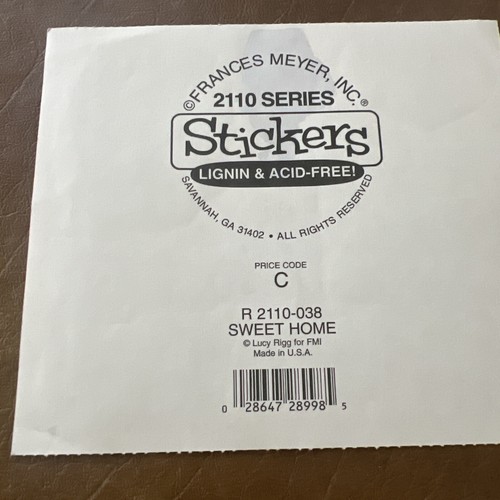 © FRANCES MEYER, INC.®
2110 SERIES
Stickers
LIGNIN & ACID-FREE!
SAVANNAH, GA 31402 • ALL RIGHTS RESERVED
PRICE CODE
C
R 2110-038
SWEET HOME
© Lucy Rigg for FMI
Made in U.S.A.
0 28647 28998 5